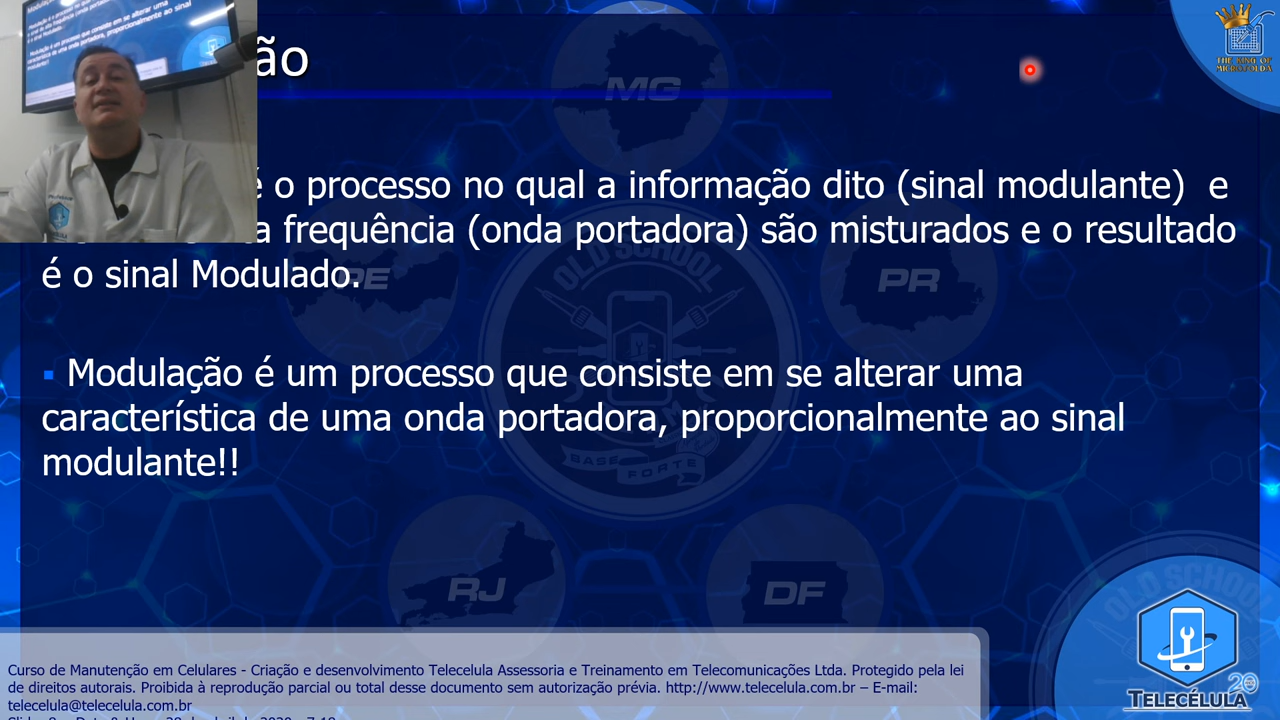 ão
é o processo no qual a informação dito (sinal modulante) e
a frequência (onda portadora) são misturados e o resultado
é o sinal Modulado.
▪ Modulação é um processo que consiste em se alterar uma
característica de uma onda portadora, proporcionalmente ao sinal
modulante!!
MG
PR
RJ
DF
OLD SCHOOL
BASE FORTE
THE KING OF
TELECÉLULA
20
Curso de Manutenção em Celulares - Criação e desenvolvimento Telecelula Assessoria e Treinamento em Telecomunicações Ltda. Protegido pela lei
de direitos autorais. Proibida à reprodução parcial ou total desse documento sem autorização prévia. http://www.telecelula.com.br – E-mail:
telecelula@telecelula.com.br